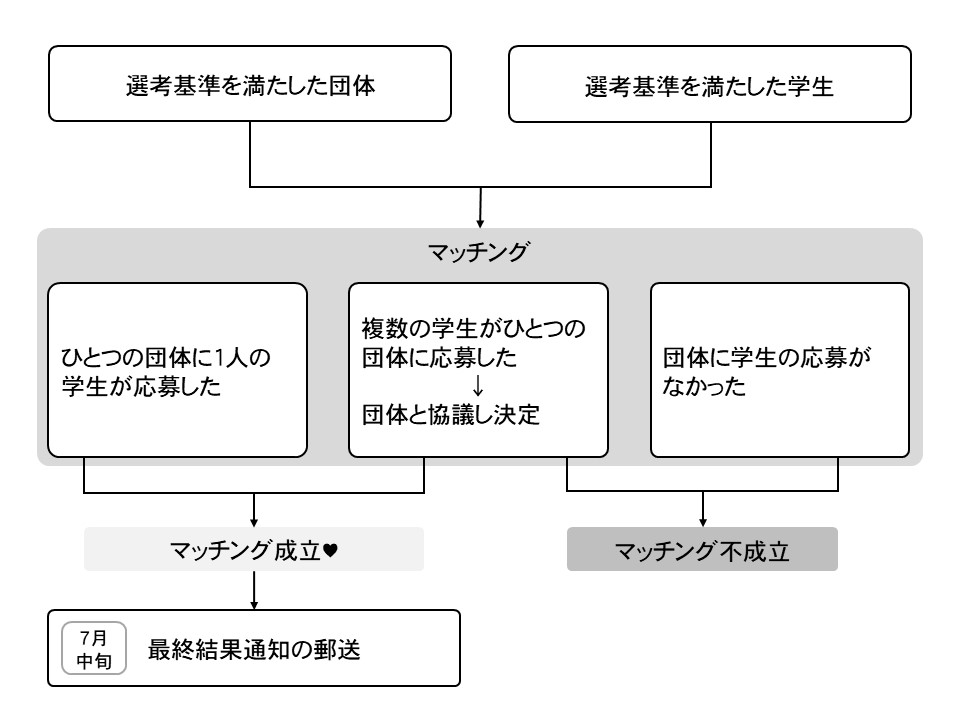 選考基準を満たした団体
選考基準を満たした学生
マッチング
ひとつの団体に1人の
学生が応募した
複数の学生がひとつの
団体に応募した
↓
団体と協議し決定
団体に学生の応募が
なかった
マッチング成立♥
マッチング不成立
7月
中旬
最終結果通知の郵送